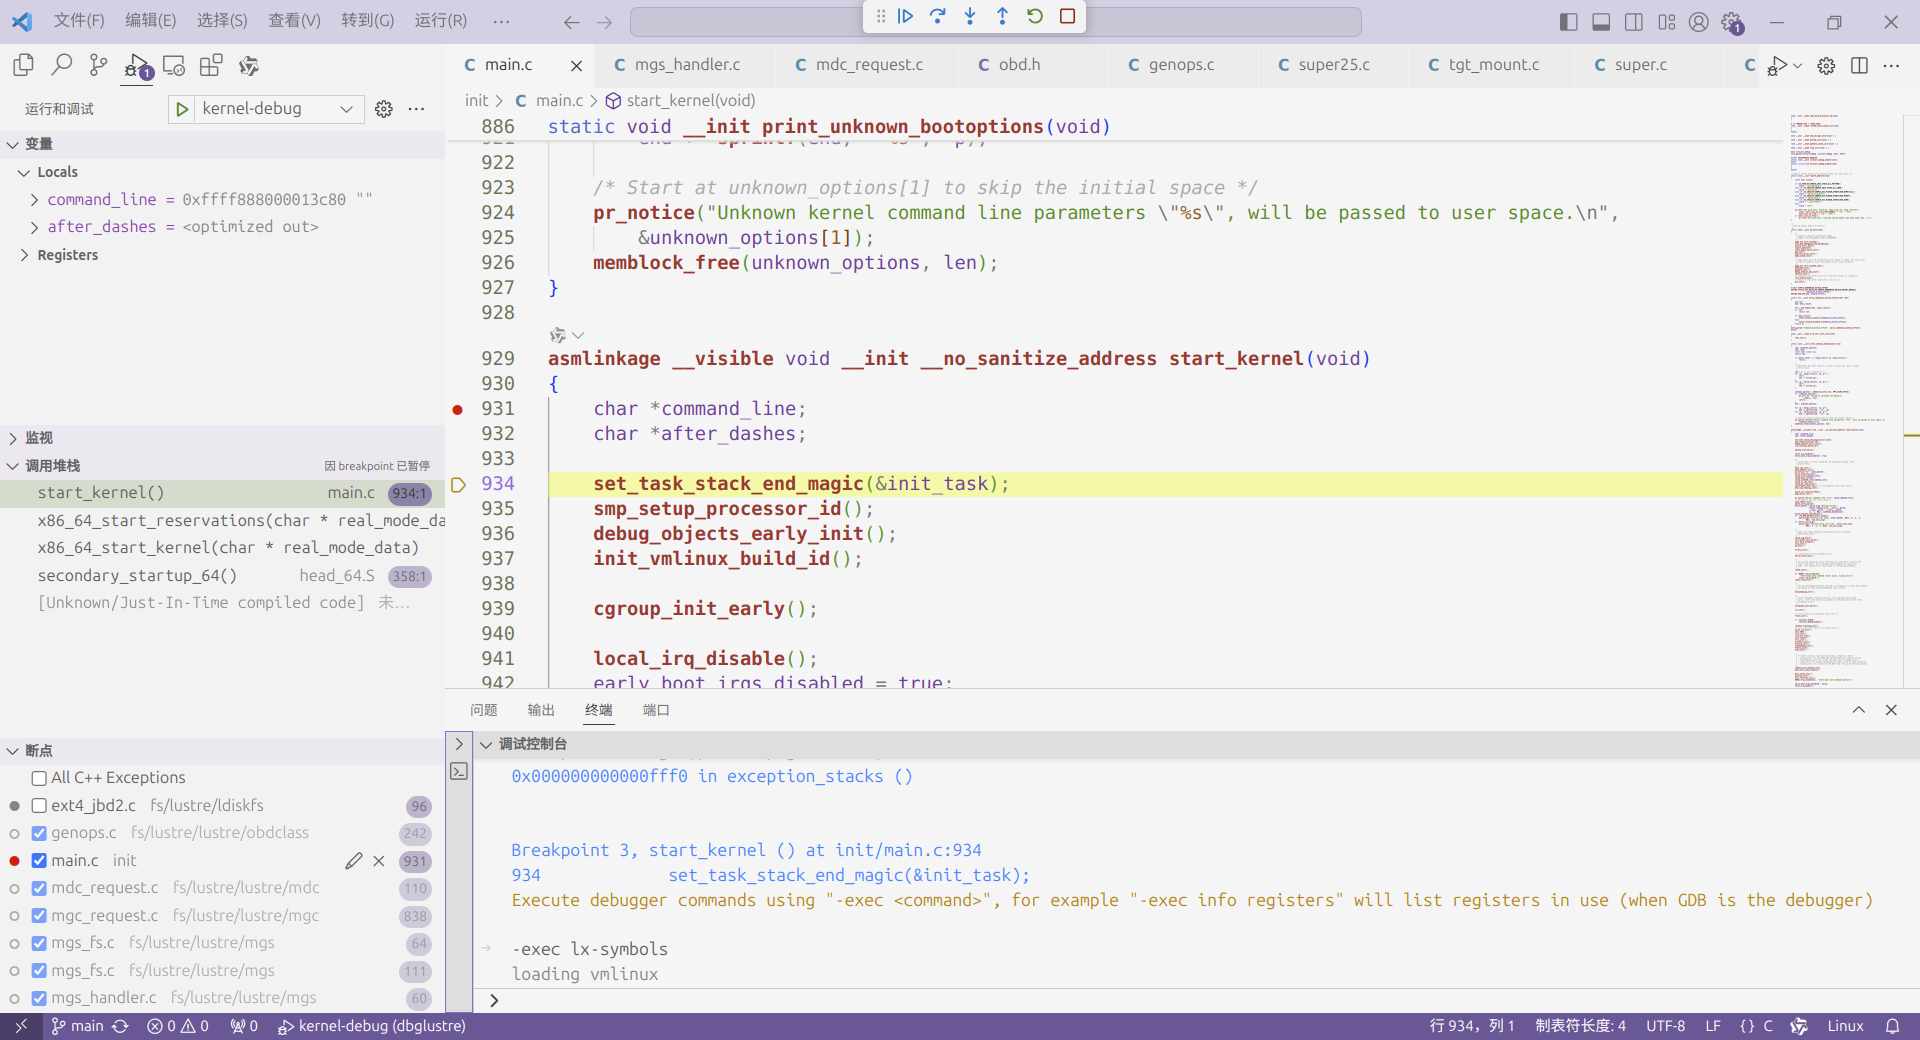 文件(F) 编辑(E) 选择(S) 查看(V) 转到(G) 运行(R) ···
1
1
main.c mgs_handler.c mdc_request.c obd.h genops.c super25.c tgt_mount.c super.c
运行和调试 kernel-debug
init > C main.c > start_kernel(void)
变量
Locals
command_line = 0xffff888000013c80 ""
after_dashes = <optimized out>
Registers
监视
调用堆栈 因 breakpoint 已暂停
start_kernel() main.c 934:1
x86_64_start_reservations(char * real_mode_da
x86_64_start_kernel(char * real_mode_data)
secondary_startup_64() head_64.S 358:1
[Unknown/Just-In-Time compiled code] 未...
断点
All C++ Exceptions
ext4_jbd2.c fs/lustre/ldiskfs 96
genops.c fs/lustre/lustre/obdclass 242
main.c init 931
mdc_request.c fs/lustre/lustre/mdc 110
mgc_request.c fs/lustre/lustre/mgc 838
mgs_fs.c fs/lustre/lustre/mgs 64
mgs_fs.c fs/lustre/lustre/mgs 111
mgs_handler.c fs/lustre/lustre/mgs 60
886 static void __init print_unknown_bootoptions(void)
922
923 /* Start at unknown_options[1] to skip the initial space */
924 pr_notice("Unknown kernel command line parameters \"%s\", will be passed to user space.\n",
925 &unknown_options[1]);
926 memblock_free(unknown_options, len);
927 }
928
929 asmlinkage __visible void __init __no_sanitize_address start_kernel(void)
930 {
931 char *command_line;
932 char *after_dashes;
933
934 set_task_stack_end_magic(&init_task);
935 smp_setup_processor_id();
936 debug_objects_early_init();
937 init_vmlinux_build_id();
938
939 cgroup_init_early();
940
941 local_irq_disable();
942 early_boot_irqs_disabled = true;
问题 输出 终端 端口
调试控制台
0x000000000000fff0 in exception_stacks ()
Breakpoint 3, start_kernel () at init/main.c:934
934 set_task_stack_end_magic(&init_task);
Execute debugger commands using "-exec <command>", for example "-exec info registers" will list registers in use (when GDB is the debugger)
-exec lx-symbols
loading vmlinux
main 0 0 0 kernel-debug (dbglustre) 行 934, 列 1 制表符长度: 4 UTF-8 LF {} C Linux